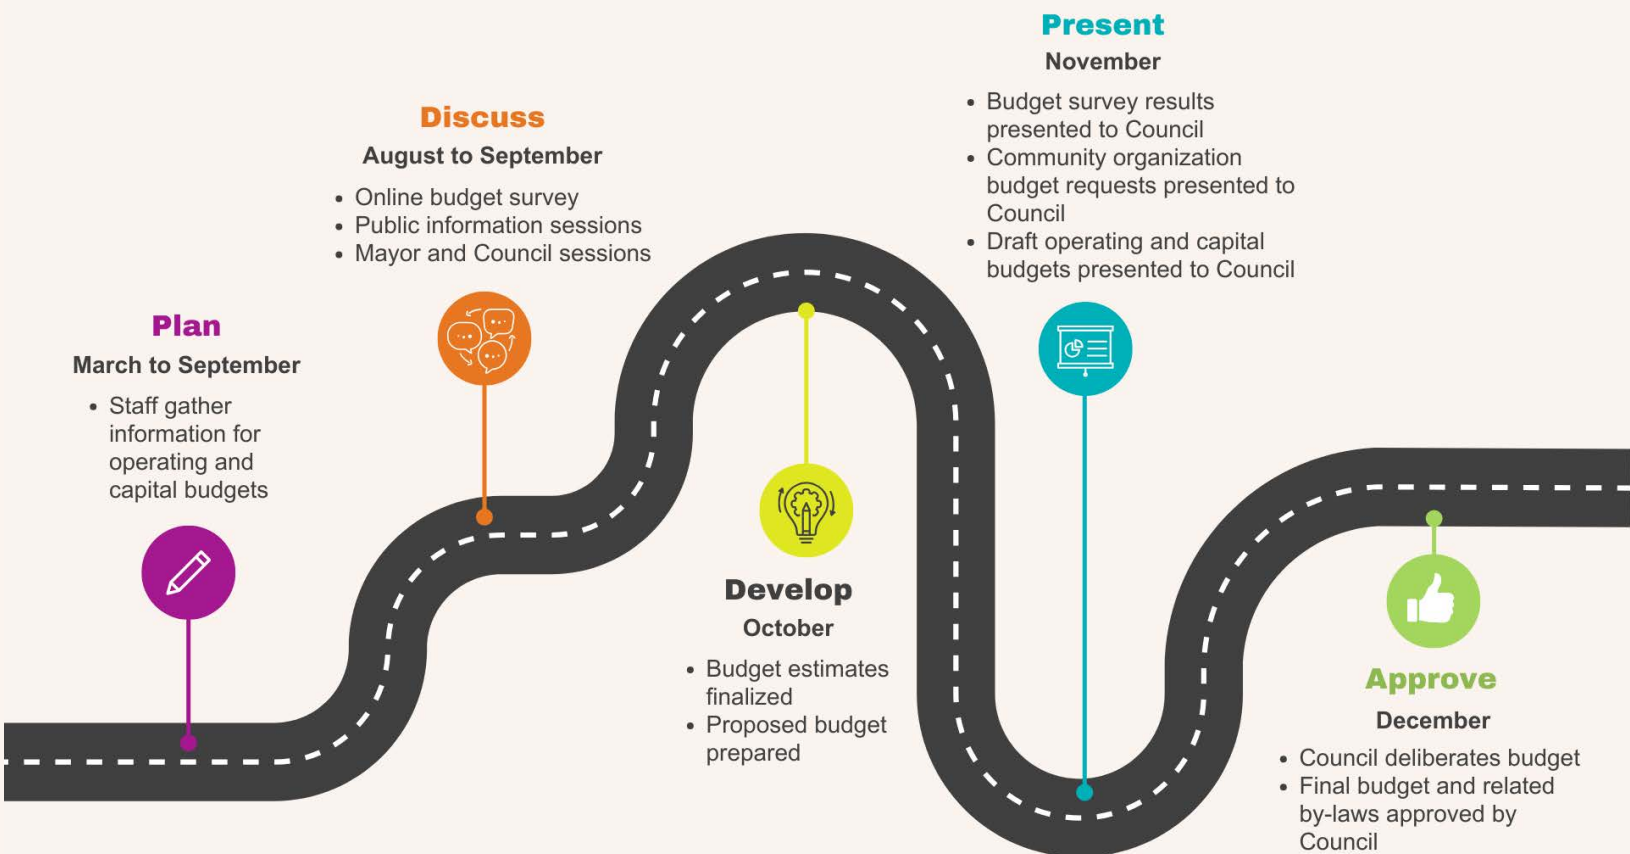 Plan
March to September
• Staff gather
information for
operating and
capital budgets
Discuss
August to September
• Online budget survey
• Public information sessions
• Mayor and Council sessions
Develop
October
• Budget estimates
finalized
• Proposed budget
prepared
Present
November
• Budget survey results
presented to Council
• Community organization
budget requests presented to
Council
• Draft operating and capital
budgets presented to Council
Approve
December
• Council deliberates budget
• Final budget and related
by-laws approved by
Council